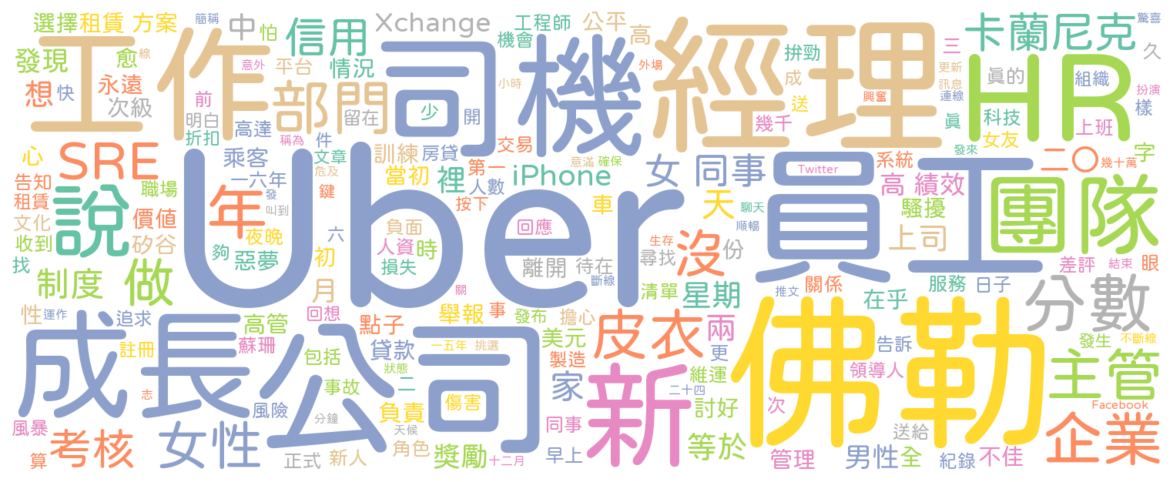 選擇
租賃
方案
簡稱
中
怕
信用
Xchange
工程師
機會
公平
高
三
卡蘭尼克
驚喜
久
工作
司機
經理
HR
發現
愈
線
意外
平台
情況
小時
外場
拚勁
成
送
更新
訊息
連線
真的
組織
扮演
樣
想
快
永遠
次級
前
明白
折扣
部門
留在
少
開
興奮
幾千
真
科技
上班
女友
高達
稱為
件
交易
發來
字
心
SRE
乘客
文章
危及
訓練
房貸
第一
意滿
確保
女
同事
Twitter
系統
二〇
幾十萬
告知
租賃
職場
一六年
發
叫到
鍵
當初
裡
人數
iPhone
按下
車
天
聊天
順幅
員工
高
績效
騷擾
團隊
說
價值
年
Uber
文化
收到
找
矽谷
夜晚
夠
惡夢
六
初
月
負面
人資
時
損失
回應
離開
待在
斷線
尋找
份
生存
沒
上司
差評
結束
眼
制度
做
關
清單
星期
推文
關係
在乎
服務
日子
分數
性
運作
追求
高管
蘇珊
回想
點子
舉報
事
發布
擔心
美元
製造
皮衣
兩
更
佛勒
告訴
領導人
發生
不斷線
主管
成長
公司
註冊
包括
狀態
貸款
一五年
挑選
事故
二
家
新
維運
二十四
討好
次
Facebook
志
風險
分鐘
負責
傷害
天候
角色
同事
等於
送給
企業
風暴
算
考核
女性
正式
新人
獎勵
十二月
早上
管理
男性
全
紀錄
不佳